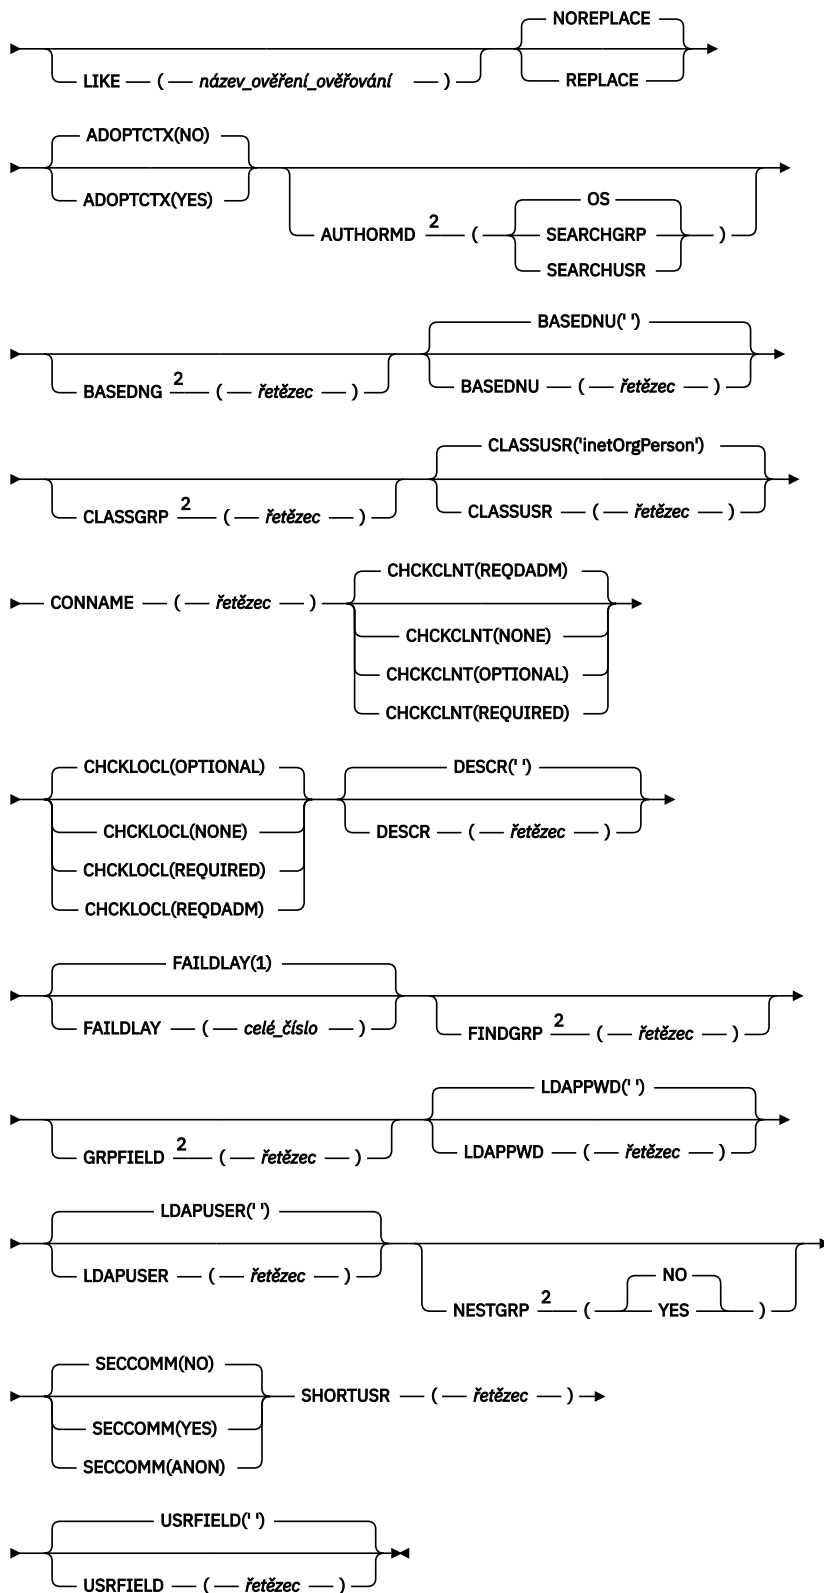 NOREPLACE
LIKE ( název_ověření_ověřování ) REPLACE
ADOPTCTX(NO)
ADOPTCTX(YES) OS
AUTHORMD 2 ( SEARCHGRP )
SEARCHUSR
BASEDNU(' ')
BASEDNG 2 ( řetězec ) BASEDNU ( řetězec )
CLASSUSR('inetOrgPerson')
CLASSGRP 2 ( řetězec ) CLASSUSR ( řetězec )
CHCKCLNT(REQDADM)
CONNAME ( řetězec )
CHCKCLNT(NONE)
CHCKCLNT(OPTIONAL)
CHCKCLNT(REQUIRED)
CHCKLOCL(OPTIONAL) DESCR(' ')
CHCKLOCL(NONE) DESCR ( řetězec )
CHCKLOCL(REQUIRED)
CHCKLOCL(REQDADM)
FAILDLAY(1)
FAILDLAY ( celé_číslo ) FINDGRP 2 ( řetězec )
LDAPPWD(' ')
GRPFIELD 2 ( řetězec ) LDAPPWD ( řetězec )
LDAPUSER(' ')
LDAPUSER ( řetězec ) NO
NESTGRP 2 ( YES )
SECCOMM(NO)
SHORTUSR ( řetězec )
SECCOMM(YES)
SECCOMM(ANON)
USRFIELD(' ')
USRFIELD ( řetězec )